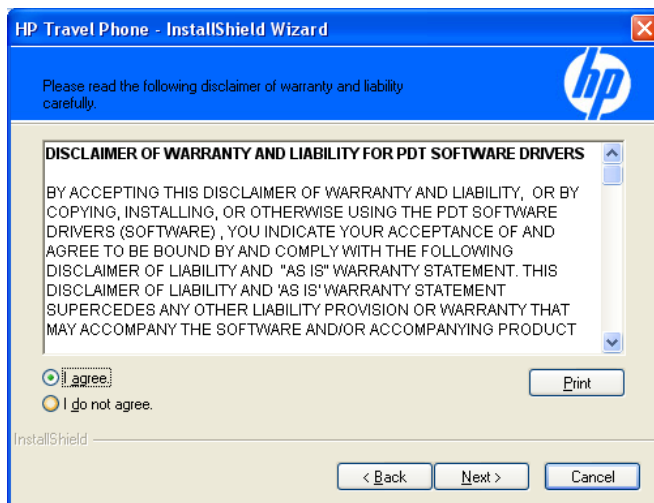 HP Travel Phone - InstallShield Wizard
Please read the following disclaimer of warranty and liability
carefully.
hp
DISCLAIMER OF WARRANTY AND LIABILITY FOR PDT SOFTWARE DRIVERS
BY ACCEPTING THIS DISCLAIMER OF WARRANTY AND LIABILITY, OR BY
COPYING, INSTALLING, OR OTHERWISE USING THE PDT SOFTWARE
DRIVERS (SOFTWARE) , YOU INDICATE YOUR ACCEPTANCE OF AND
AGREE TO BE BOUND BY AND COMPLY WITH THE FOLLOWING
DISCLAIMER OF LIABILITY AND "AS IS" WARRANTY STATEMENT. THIS
DISCLAIMER OF LIABILITY AND 'AS IS' WARRANTY STATEMENT
SUPERCEDES ANY OTHER LIABILITY PROVISION OR WARRANTY THAT
MAY ACCOMPANY THE SOFTWARE AND/OR ACCOMPANYING PRODUCT
I agree.
Print
I do not agree.
InstallShield
< Back
Next >
Cancel